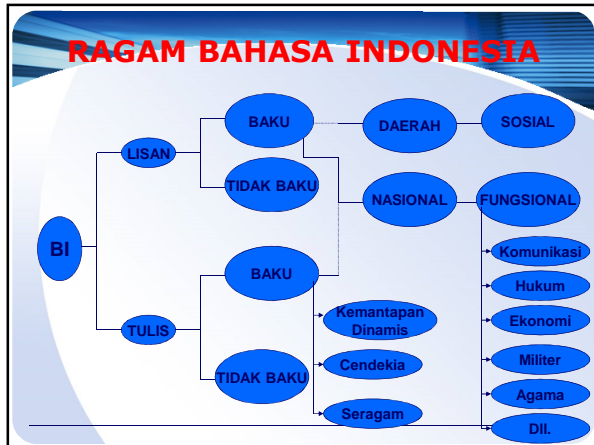 RAGAM BAHASA INDONESIA
BAKU
DAERAH
SOSIAL
LISAN
TIDAK BAKU
NASIONAL
FUNGSIONAL
BI
BAKU
Komunikasi
Hukum
Kemantapan
Dinamis
Ekonomi
TULIS
Cendekia
Militer
TIDAK BAKU
Agama
Seragam
Dll.